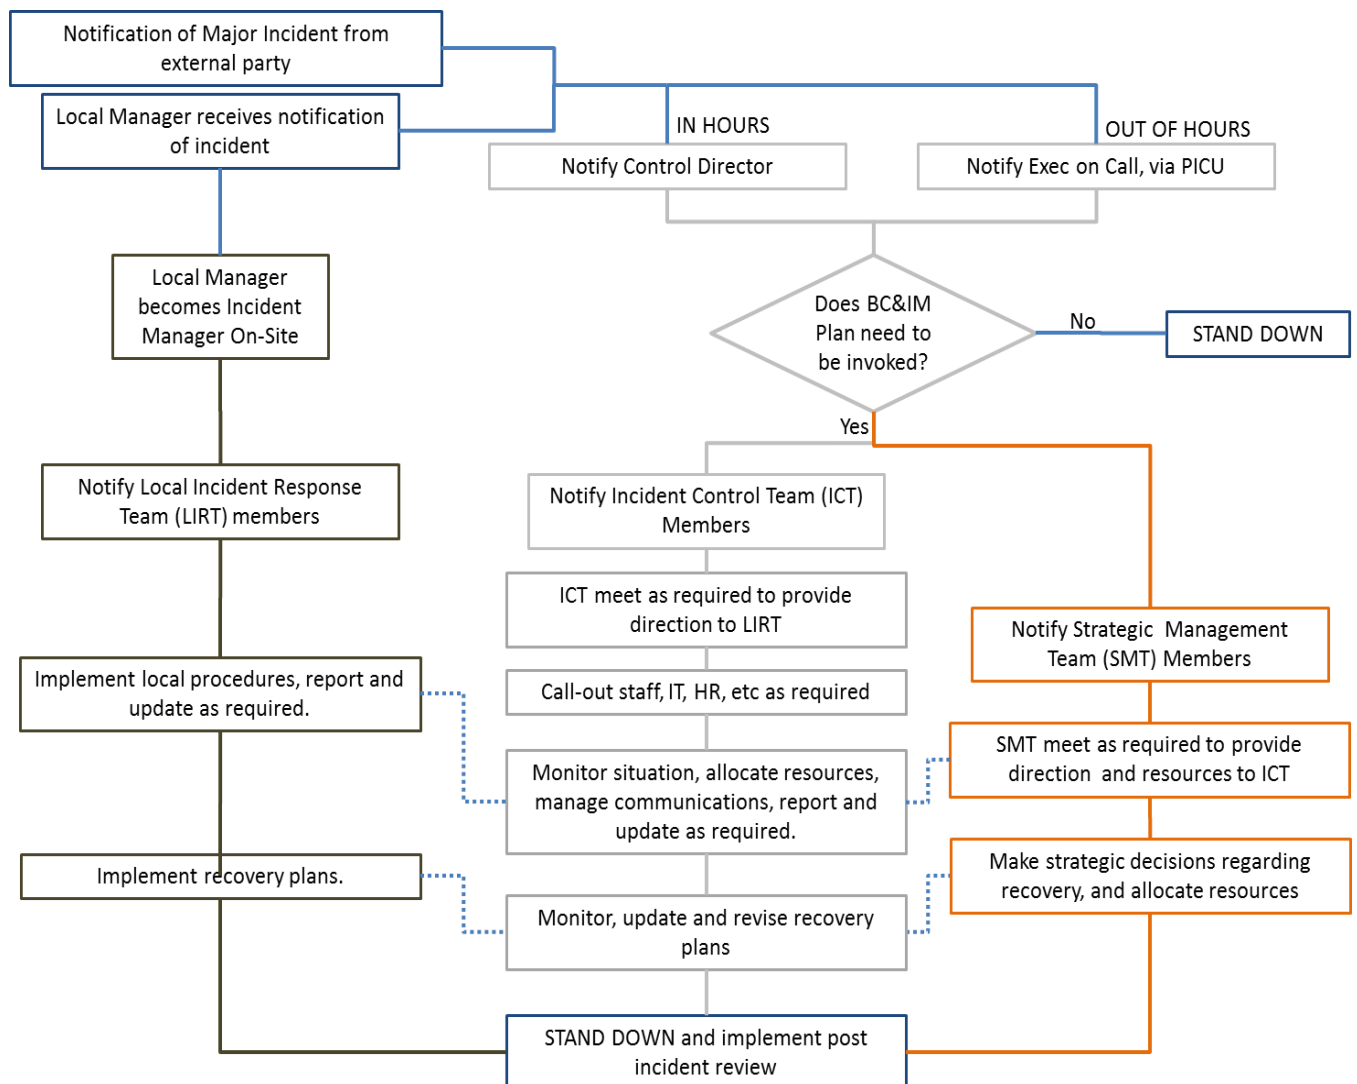 Notification of Major Incident from
external party
Local Manager receives notification
of incident
IN HOURS
OUT OF HOURS
Notify Control Director
Notify Exec on Call, via PICU
Local Manager
becomes Incident
Manager On-Site
Does BC&IM
Plan need to
be invoked?
No
STAND DOWN
Yes
Notify Local Incident Response
Team (LIRT) members
Notify Incident Control Team (ICT)
Members
ICT meet as required to provide
direction to LIRT
Notify Strategic Management
Team (SMT) Members
Implement local procedures, report and
update as required.
Call-out staff, IT, HR, etc as required
SMT meet as required to provide
direction and resources to ICT
Monitor situation, allocate resources,
manage communications, report and
update as required.
Implement recovery plans.
Make strategic decisions regarding
recovery, and allocate resources
Monitor, update and revise recovery
plans
STAND DOWN and implement post
incident review